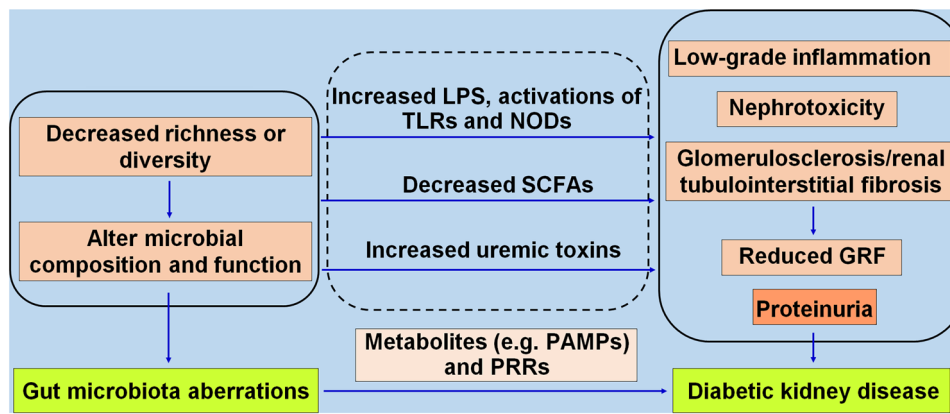 Decreased richness or
diversity
Alter microbial
composition and function
Gut microbiota aberrations
Increased LPS, activations of
TLRs and NODs
Decreased SCFAs
Increased uremic toxins
Metabolites (e.g. PAMPs)
and PRRs
Low-grade inflammation
Nephrotoxicity
Glomerulosclerosis/renal
tubulointerstitial fibrosis
Reduced GRF
Proteinuria
Diabetic kidney disease